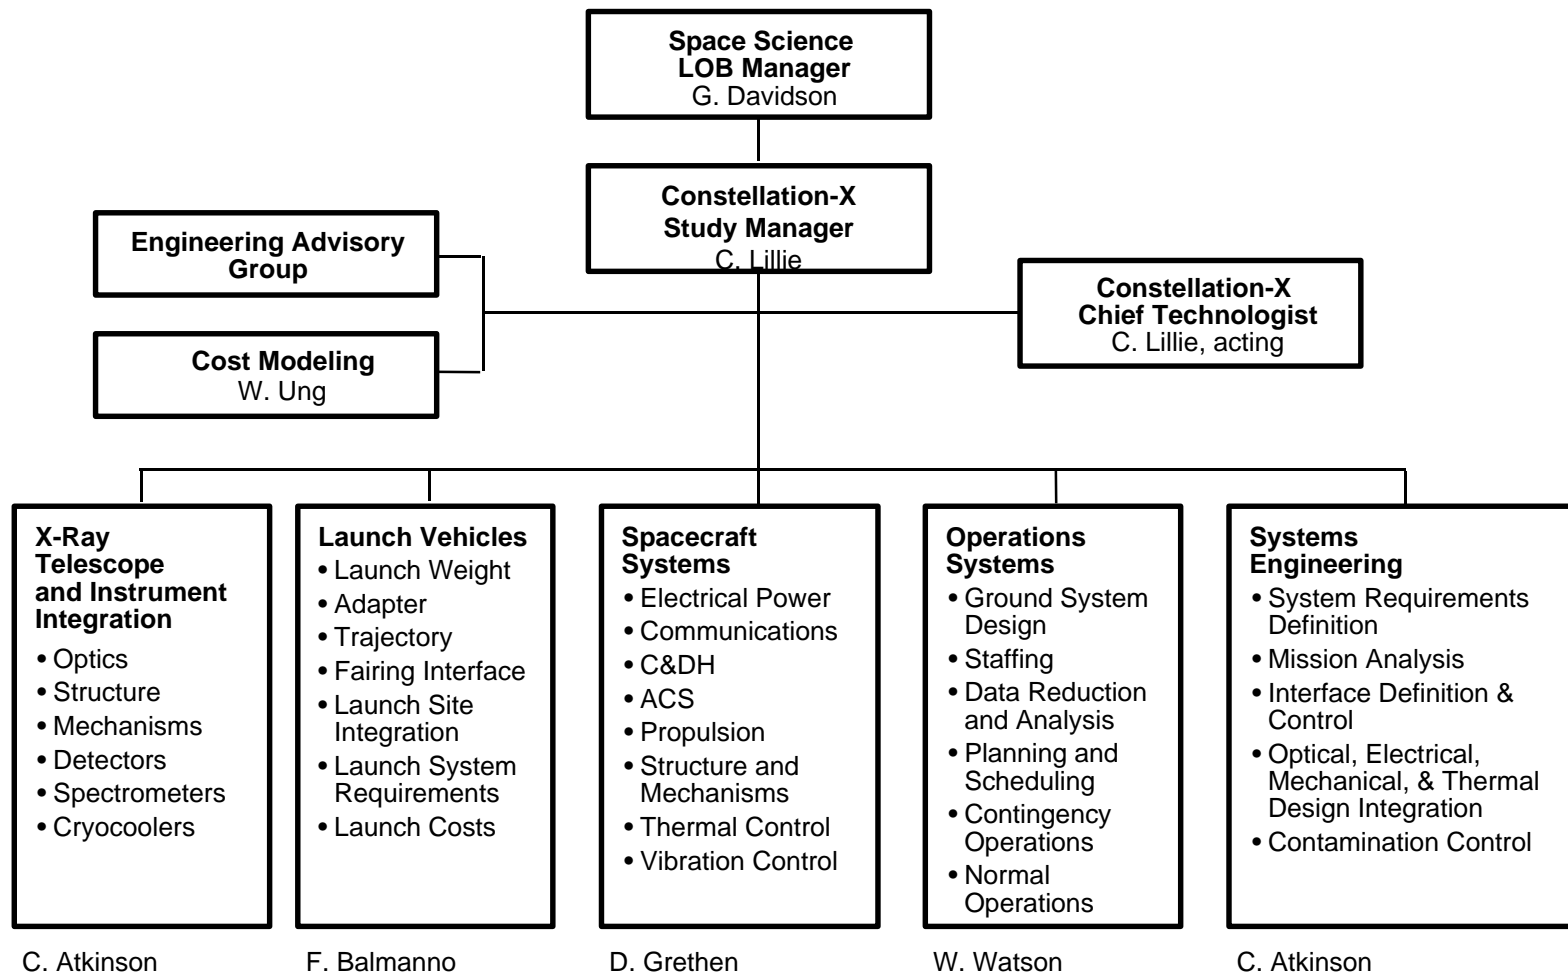 Space Science
LOB Manager
G. Davidson
Constellation-X
Study Manager
C. Lillie
Engineering Advisory
Group
Cost Modeling
W. Ung
Constellation-X
Chief Technologist
C. Lillie, acting
X-Ray
Telescope
and Instrument
Integration
• Optics
• Structure
• Mechanisms
• Detectors
• Spectrometers
• Cryocoolers
C. Atkinson
Launch Vehicles
• Launch Weight
• Adapter
• Trajectory
• Fairing Interface
• Launch Site
Integration
• Launch System
Requirements
• Launch Costs
F. Balmanno
Spacecraft
Systems
• Electrical Power
• Communications
• C&DH
• ACS
• Propulsion
• Structure and
Mechanisms
• Thermal Control
• Vibration Control
D. Grethen
Operations
Systems
• Ground System
Design
• Staffing
• Data Reduction
and Analysis
• Planning and
Scheduling
• Contingency
Operations
• Normal
Operations
W. Watson
Systems
Engineering
• System Requirements
Definition
• Mission Analysis
• Interface Definition &
Control
• Optical, Electrical,
Mechanical, & Thermal
Design Integration
• Contamination Control
C. Atkinson